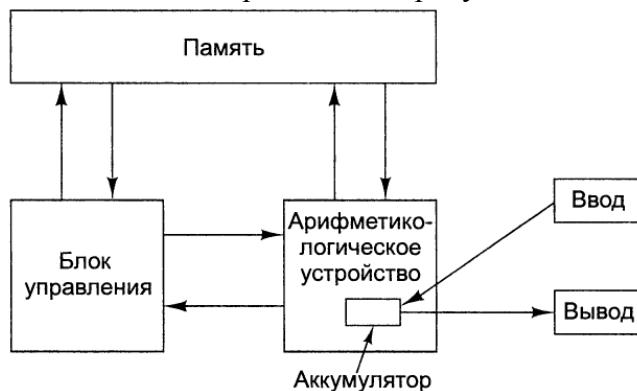 Память
Блок
управления
Арифметико-
логическое
устройство
Ввод
Вывод
Аккумулятор